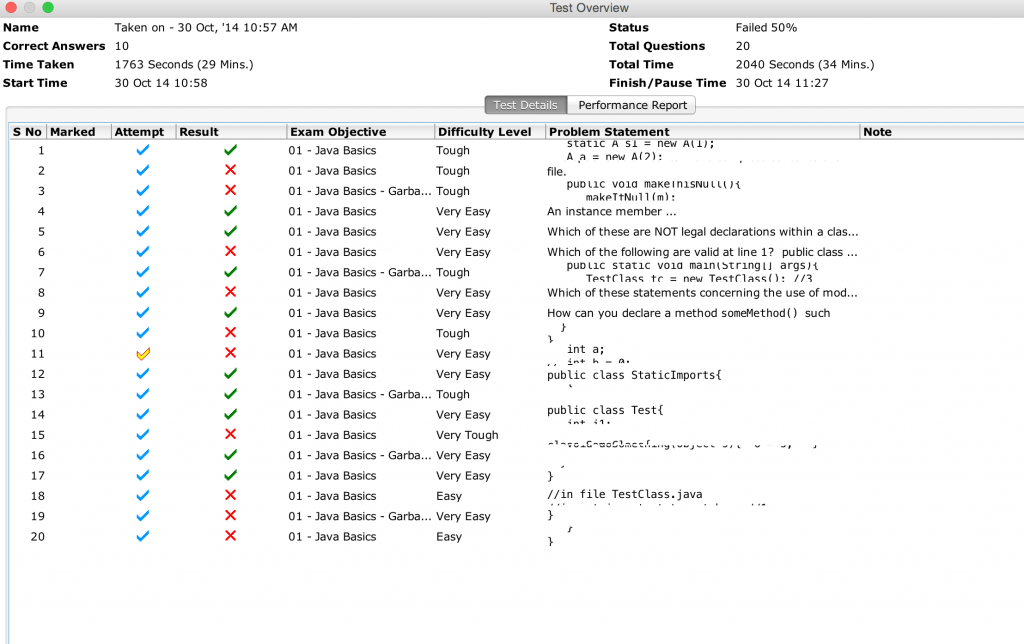 Test Overview
Name Taken on - 30 Oct, '14 10:57 AM Status Failed 50%
Correct Answers 10 Total Questions 20
Time Taken 1763 Seconds (29 Mins.) Total Time 2040 Seconds (34 Mins.)
Start Time 30 Oct 14 10:58 Finish/Pause Time 30 Oct 14 11:27
Test Details Performance Report
S No Marked Attempt Result Exam Objective Difficulty Level Problem Statement Note
1 01 - Java Basics Tough static A s1 = new A(1);
A a = new A(2);
2 01 - Java Basics Tough file.
3 01 - Java Basics - Garba... Tough public void makeThisNull(){
makeItNull(m);
4 01 - Java Basics Very Easy An instance member ...
5 01 - Java Basics Very Easy Which of these are NOT legal declarations within a clas...
6 01 - Java Basics Very Easy Which of the following are valid at line 1? public class ...
7 01 - Java Basics - Garba... Tough public static void main(String[] args){
TestClass tc = new TestClass(); //3
8 01 - Java Basics Very Easy Which of these statements concerning the use of mod...
9 01 - Java Basics Very Easy How can you declare a method someMethod() such
10 01 - Java Basics Tough }
}
11 01 - Java Basics Very Easy int a;
// int b = 0;
12 01 - Java Basics Very Easy public class StaticImports{
13 01 - Java Basics - Garba... Tough
14 01 - Java Basics Very Easy public class Test{
int i1;
15 01 - Java Basics Very Tough
16 01 - Java Basics - Garba... Very Easy
17 01 - Java Basics Very Easy }
18 01 - Java Basics Easy //in file TestClass.java
19 01 - Java Basics - Garba... Very Easy }
20 01 - Java Basics Easy }
}